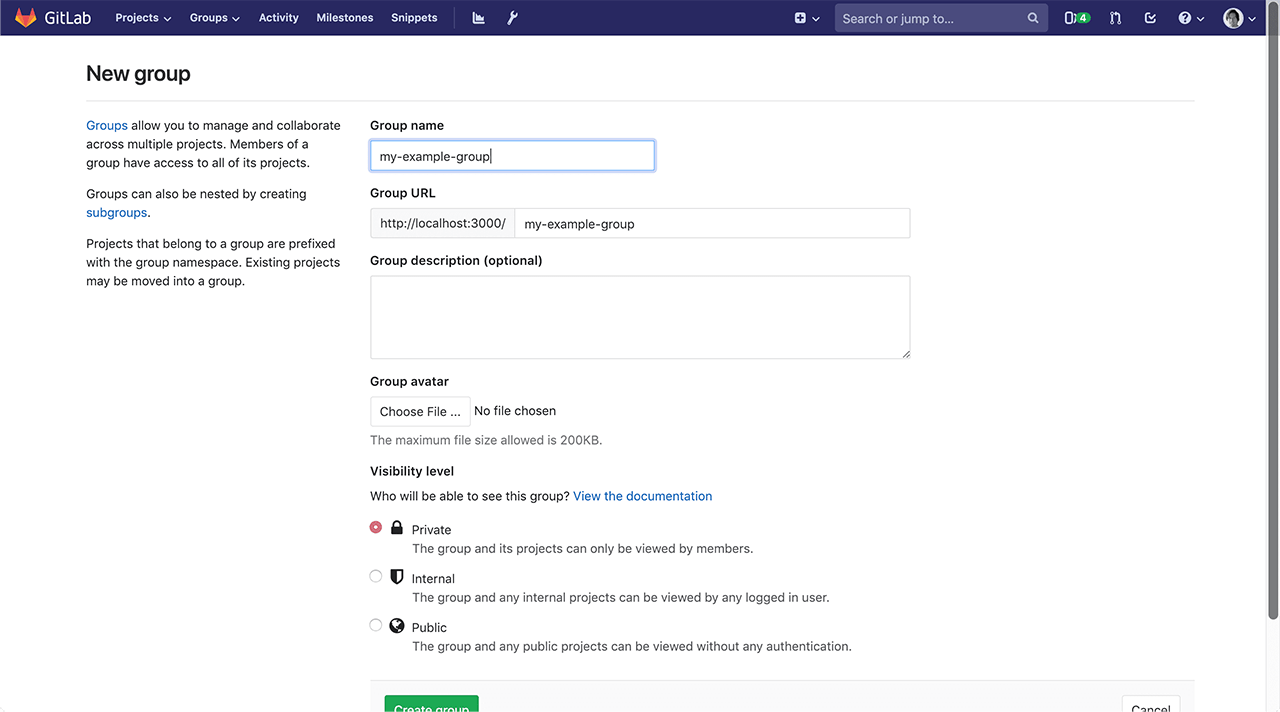 GitLab Projects Groups Activity Milestones Snippets Search or jump to... 4
New group
Groups allow you to manage and collaborate
across multiple projects. Members of a
group have access to all of its projects.
Groups can also be nested by creating
subgroups.
Projects that belong to a group are prefixed
with the group namespace. Existing projects
may be moved into a group.
Group name
my-example-group
Group URL
http://localhost:3000/ my-example-group
Group description (optional)
Group avatar
Choose File ... No file chosen
The maximum file size allowed is 200KB.
Visibility level
Who will be able to see this group? View the documentation
Private
The group and its projects can only be viewed by members.
Internal
The group and any internal projects can be viewed by any logged in user.
Public
The group and any public projects can be viewed without any authentication.
Create group Cancel